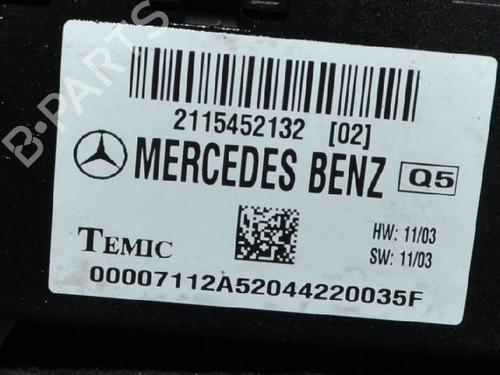 B-PARTS
2115452132 [02]
MERCEDES BENZ Q5
TEMIC
HW: 11/03
SW: 11/03
00007112A52044220035F